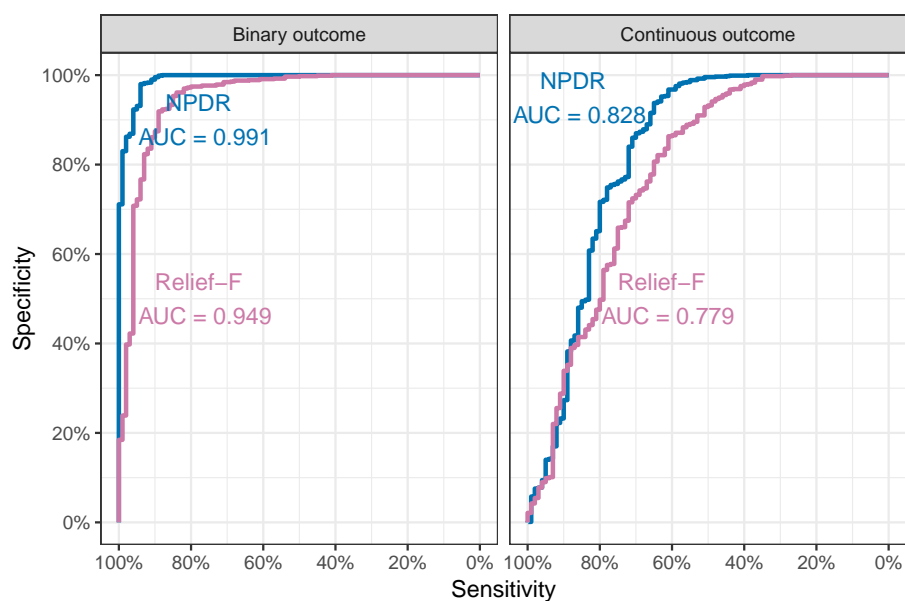 Binary outcome
Continuous outcome
Specificity
100%
80%
60%
40%
20%
0%
NPDR
AUC = 0.991
Relief−F
AUC = 0.949
NPDR
AUC = 0.828
Relief−F
AUC = 0.779
100% 80% 60% 40% 20% 0%
100% 80% 60% 40% 20% 0%
Sensitivity